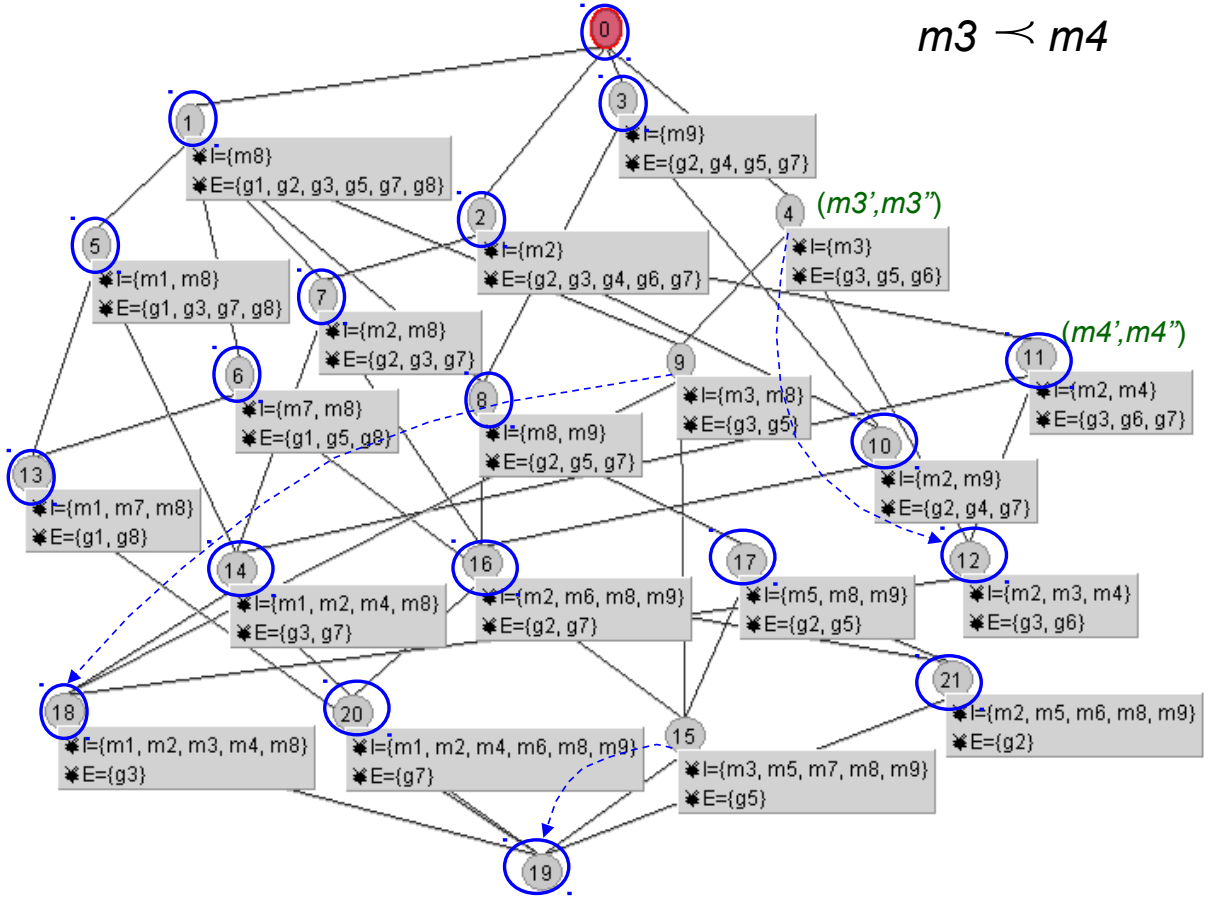 0
m3 ≺ m4
3
1
I={m9}
E={g2, g4, g5, g7}
I={m8}
E={g1, g2, g3, g5, g7, g8}
2
4
(m3',m3'')
5
I={m2}
E={g2, g3, g4, g6, g7}
I={m3}
E={g3, g5, g6}
I={m1, m8}
E={g1, g3, g7, g8}
7
I={m2, m8}
E={g2, g3, g7}
(m4',m4'')
11
9
6
I={m2, m4}
E={g3, g6, g7}
I={m3, m8}
E={g3, g5}
8
I={m7, m8}
E={g1, g5, g8}
I={m8, m9}
E={g2, g5, g7}
10
13
I={m2, m9}
E={g2, g4, g7}
I={m1, m7, m8}
E={g1, g8}
14
16
17
12
I={m1, m2, m4, m8}
E={g3, g7}
I={m2, m6, m8, m9}
E={g2, g7}
I={m5, m8, m9}
E={g2, g5}
I={m2, m3, m4}
E={g3, g6}
21
18
20
I={m2, m5, m6, m8, m9}
E={g2}
15
I={m1, m2, m3, m4, m8}
E={g3}
I={m1, m2, m4, m6, m8, m9}
E={g7}
I={m3, m5, m7, m8, m9}
E={g5}
19